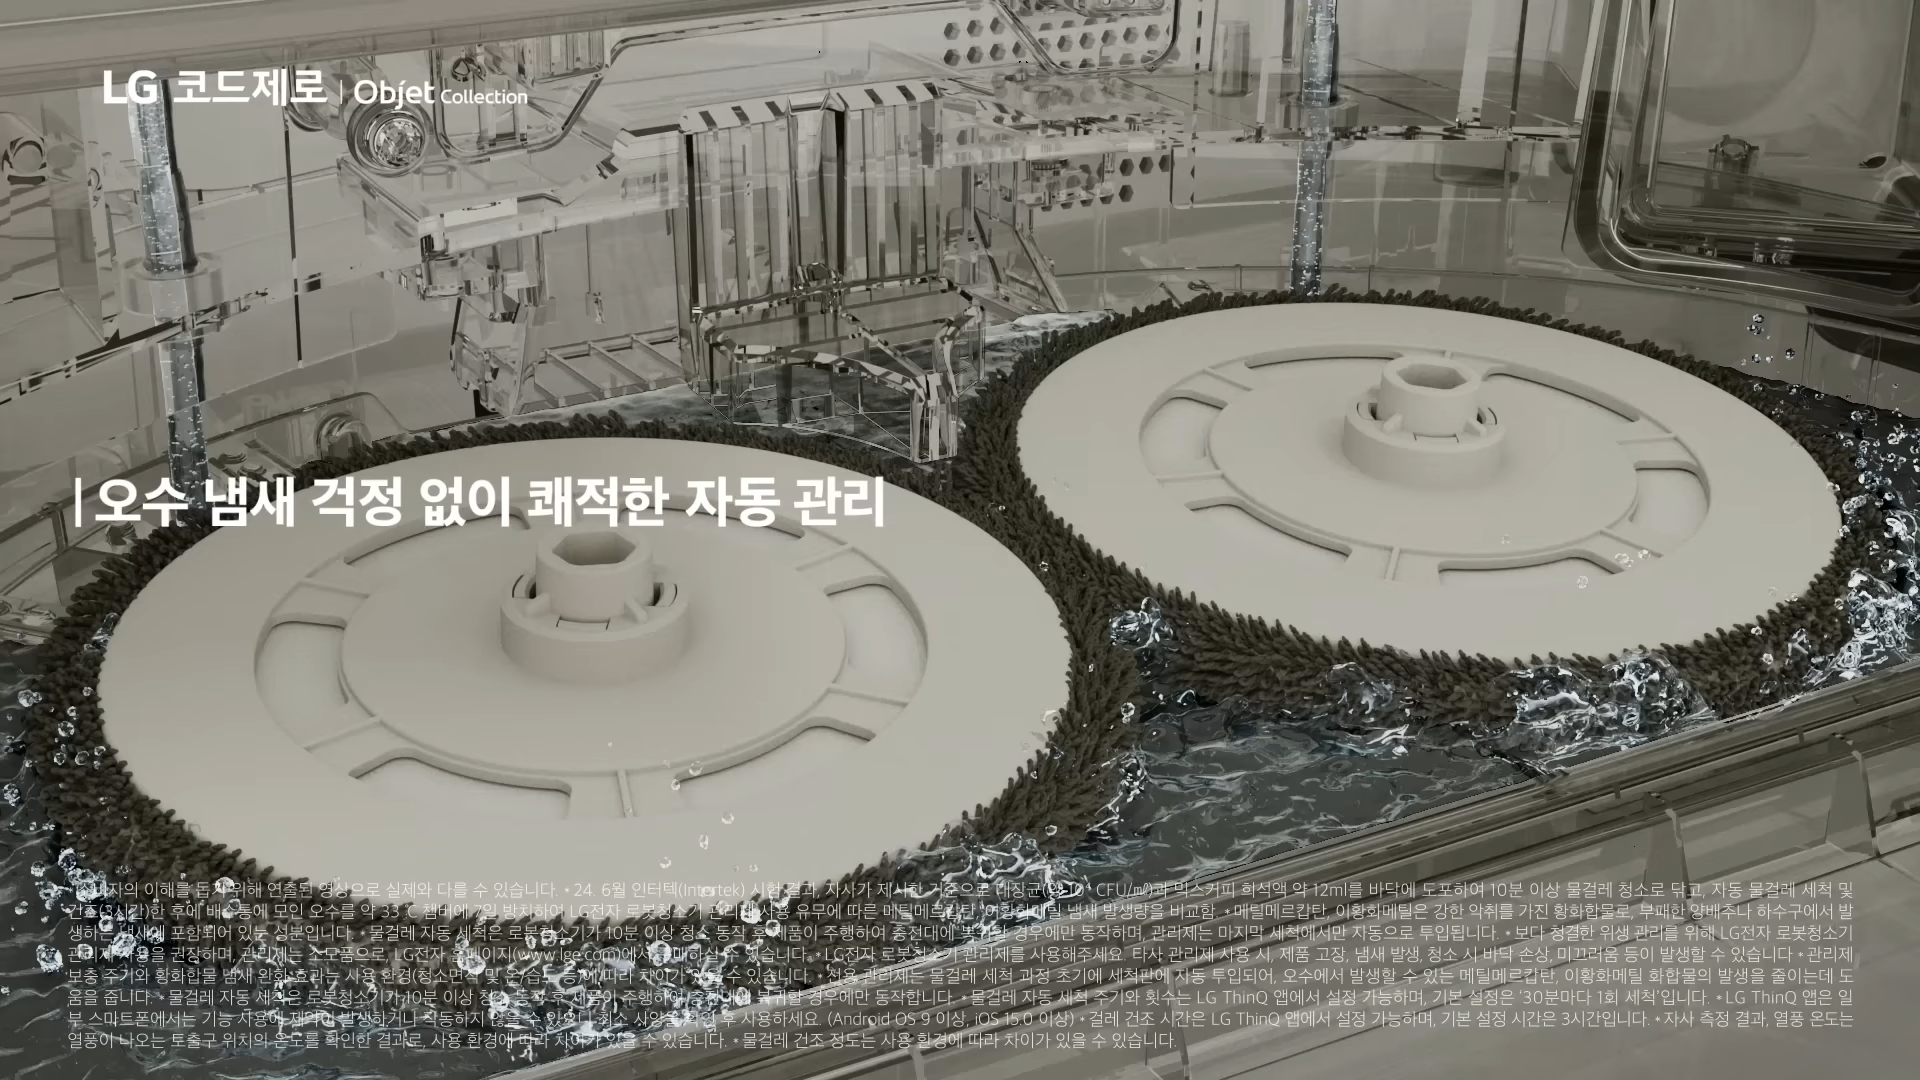 LG 코드제로 | Objet Collection
| 오수 냄새 걱정 없이 쾌적한 자동 관리
이해를 돕기 위해 연출된 영상으로 실제와 다를 수 있습니다. *24. 6월 인터텍(Intertek) 시험 결과, 자사가 제시한 기준으로 CFU/㎖)과 믹스커피 희석액 약 12ml를 바닥에 도포하여 10분 이상 물걸레 청소로 닦고, 자동 물걸레 세척 및
건조(3시간)한 후에 배수통에 모인 오수를 약 33℃ 챔버에 7일 방치하여 LG전자 로봇청소기 관리제 사용 유무에 따른 메틸메르캅탄, 이황화메틸 냄새 발생량을 비교함. *메틸메르캅탄, 이황화메틸은 강한 악취를 가진 황화합물로, 부패한 양배추나 하수구에서 발
생하는 냄새에 포함되어 있는 성분입니다. *물걸레 자동 세척은 로봇청소기가 10분 이상 청소 동작 후 제품이 주행하여 충전대에 복귀할 경우에만 동작하며, 관리제는 마지막 세척에서만 자동으로 투입됩니다. *보다 청결한 위생 관리를 위해 LG전자 로봇청소기
관리제 사용을 권장하며, 관리제는 소모품으로, LG전자 홈페이지(www.lge.com)에서 구매하실 수 있습니다. *LG전자 로봇청소기 관리제를 사용해주세요. 타사 관리제 사용 시, 제품 고장, 냄새 발생, 청소 시 바닥 손상, 미끄러움 등이 발생할 수 있습니다 *관리제
보충 주기와 황화합물 냄새 완화 효과는 사용 환경(청소면적 및 온/습도 등)에 따라 차이가 있을 수 있습니다. *전용 관리제는 물걸레 세척 과정 초기에 세척판에 자동 투입되어, 오수에서 발생할 수 있는 메틸메르캅탄, 이황화메틸 화합물의 발생을 줄이는데 도
움을 줍니다. *물걸레 자동 세척은 로봇청소기가 10분 이상 청소 동작 후 제품이 주행하여 충전대에 복귀할 경우에만 동작합니다. *물걸레 자동 세척 주기와 횟수는 LG ThinQ 앱에서 설정 가능하며, 기본 설정은 '30분마다 1회 세척'입니다. *LG ThinQ 앱은 일
부 스마트폰에서는 기능 사용에 제약이 발생하거나 작동하지 않을 수 있으니 최소 사양을 확인 후 사용하세요. (Android OS 9 이상, iOS 15.0 이상) *걸레 건조 시간은 LG ThinQ 앱에서 설정 가능하며, 기본 설정 시간은 3시간입니다. *자사 측정 결과, 열풍 온도는
열풍이 나오는 토출구 위치의 온도를 확인한 결과로, 사용 환경에 따라 차이가 있을 수 있습니다. *물걸레 건조 정도는 사용 환경에 따라 차이가 있을 수 있습니다.